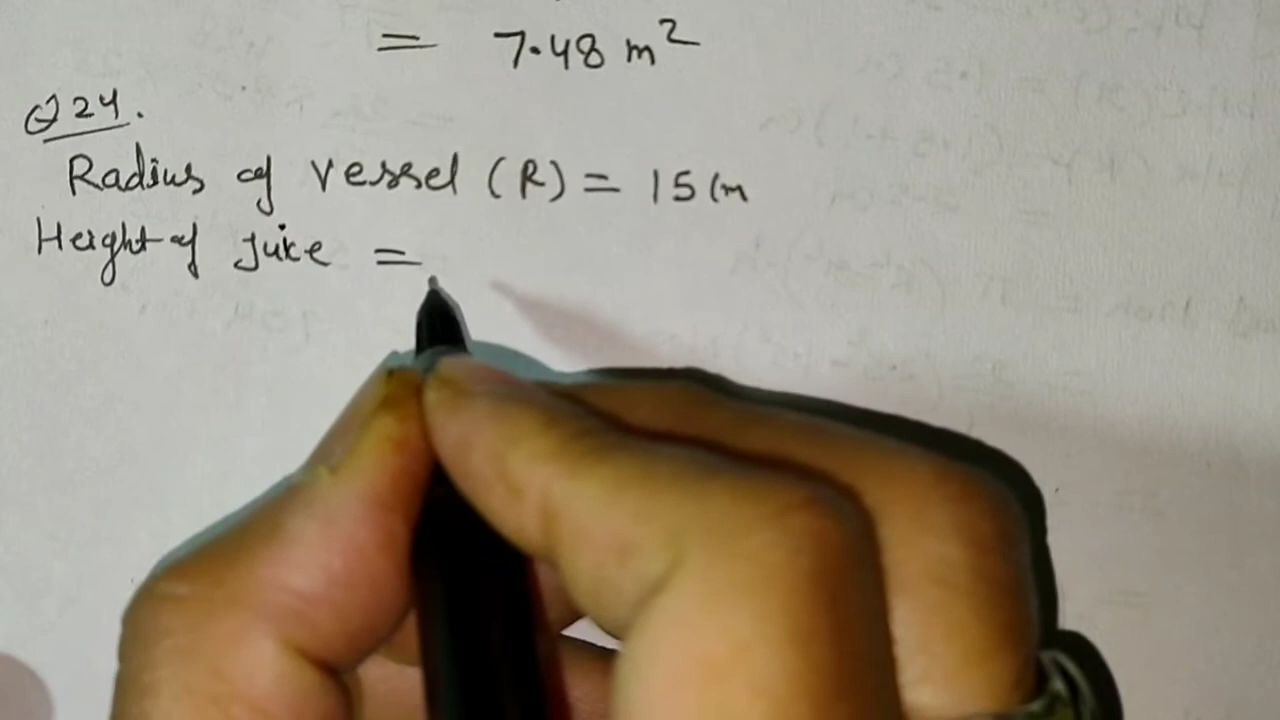 = 7.48 m²
Q24.
Radius of vessel (R) = 15 cm
Height of Juice =